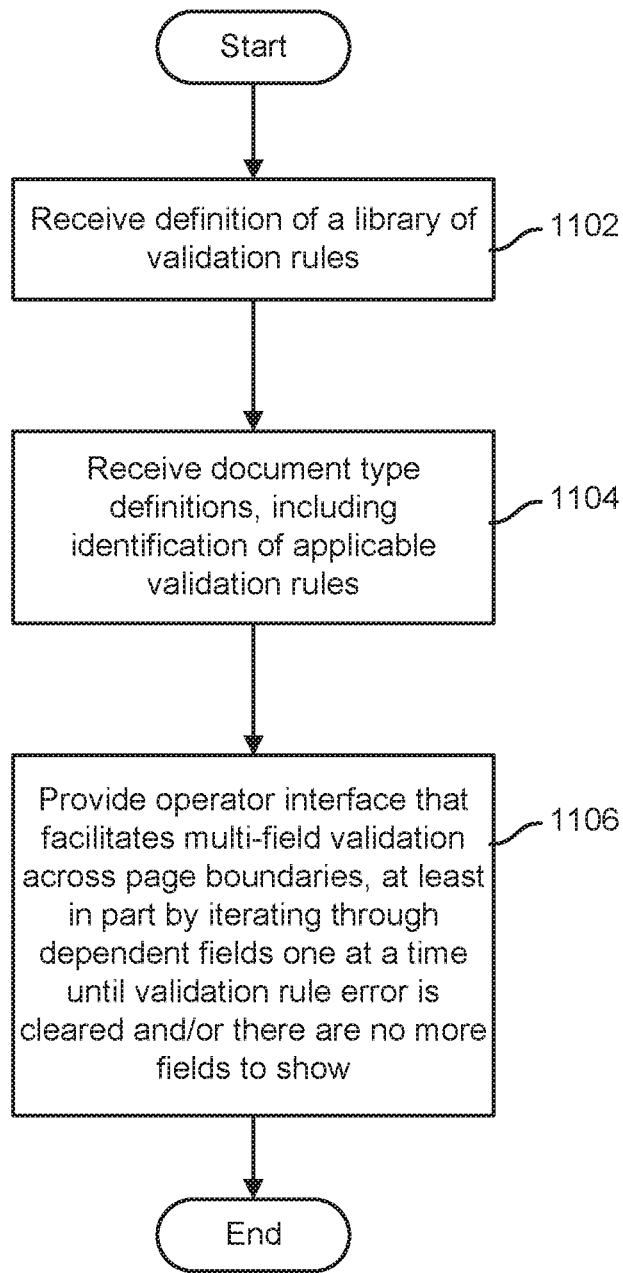 Start
Receive definition of a library of
validation rules
1102
Receive document type
definitions, including
identification of applicable
validation rules
1104
Provide operator interface that
facilitates multi-field validation
across page boundaries, at least
in part by iterating through
dependent fields one at a time
until validation rule error is
cleared and/or there are no more
fields to show
1106
End